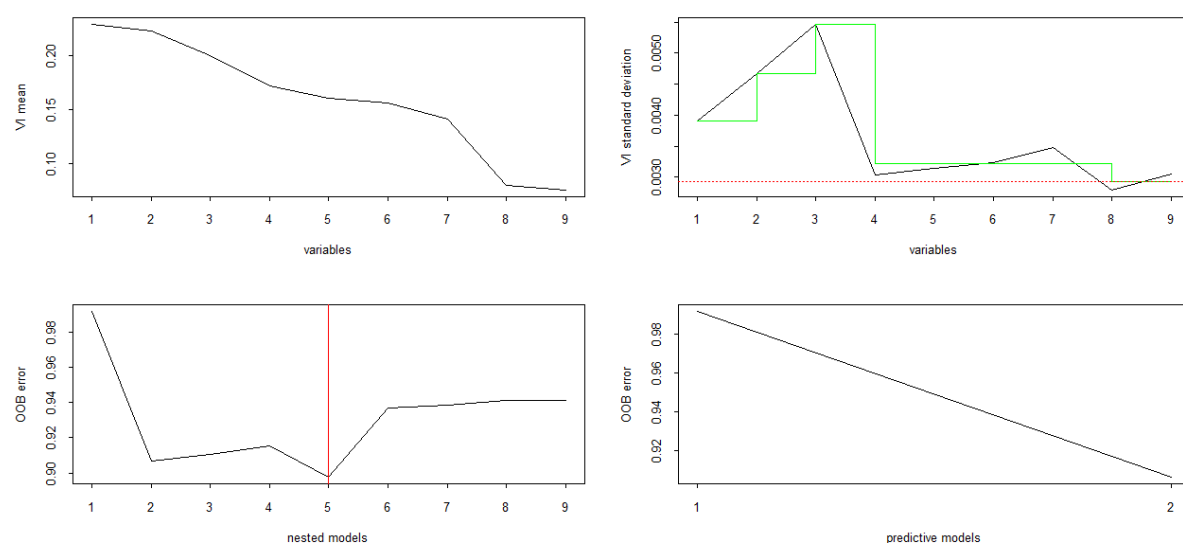 VI mean
0.20
0.15
0.10
1 2 3 4 5 6 7 8 9
variables
VI standard deviation
0.0050
0.0040
0.0030
1 2 3 4 5 6 7 8 9
variables
OOB error
0.98
0.96
0.94
0.92
0.90
1 2 3 4 5 6 7 8 9
nested models
OOB error
0.98
0.96
0.94
0.92
1 2
predictive models